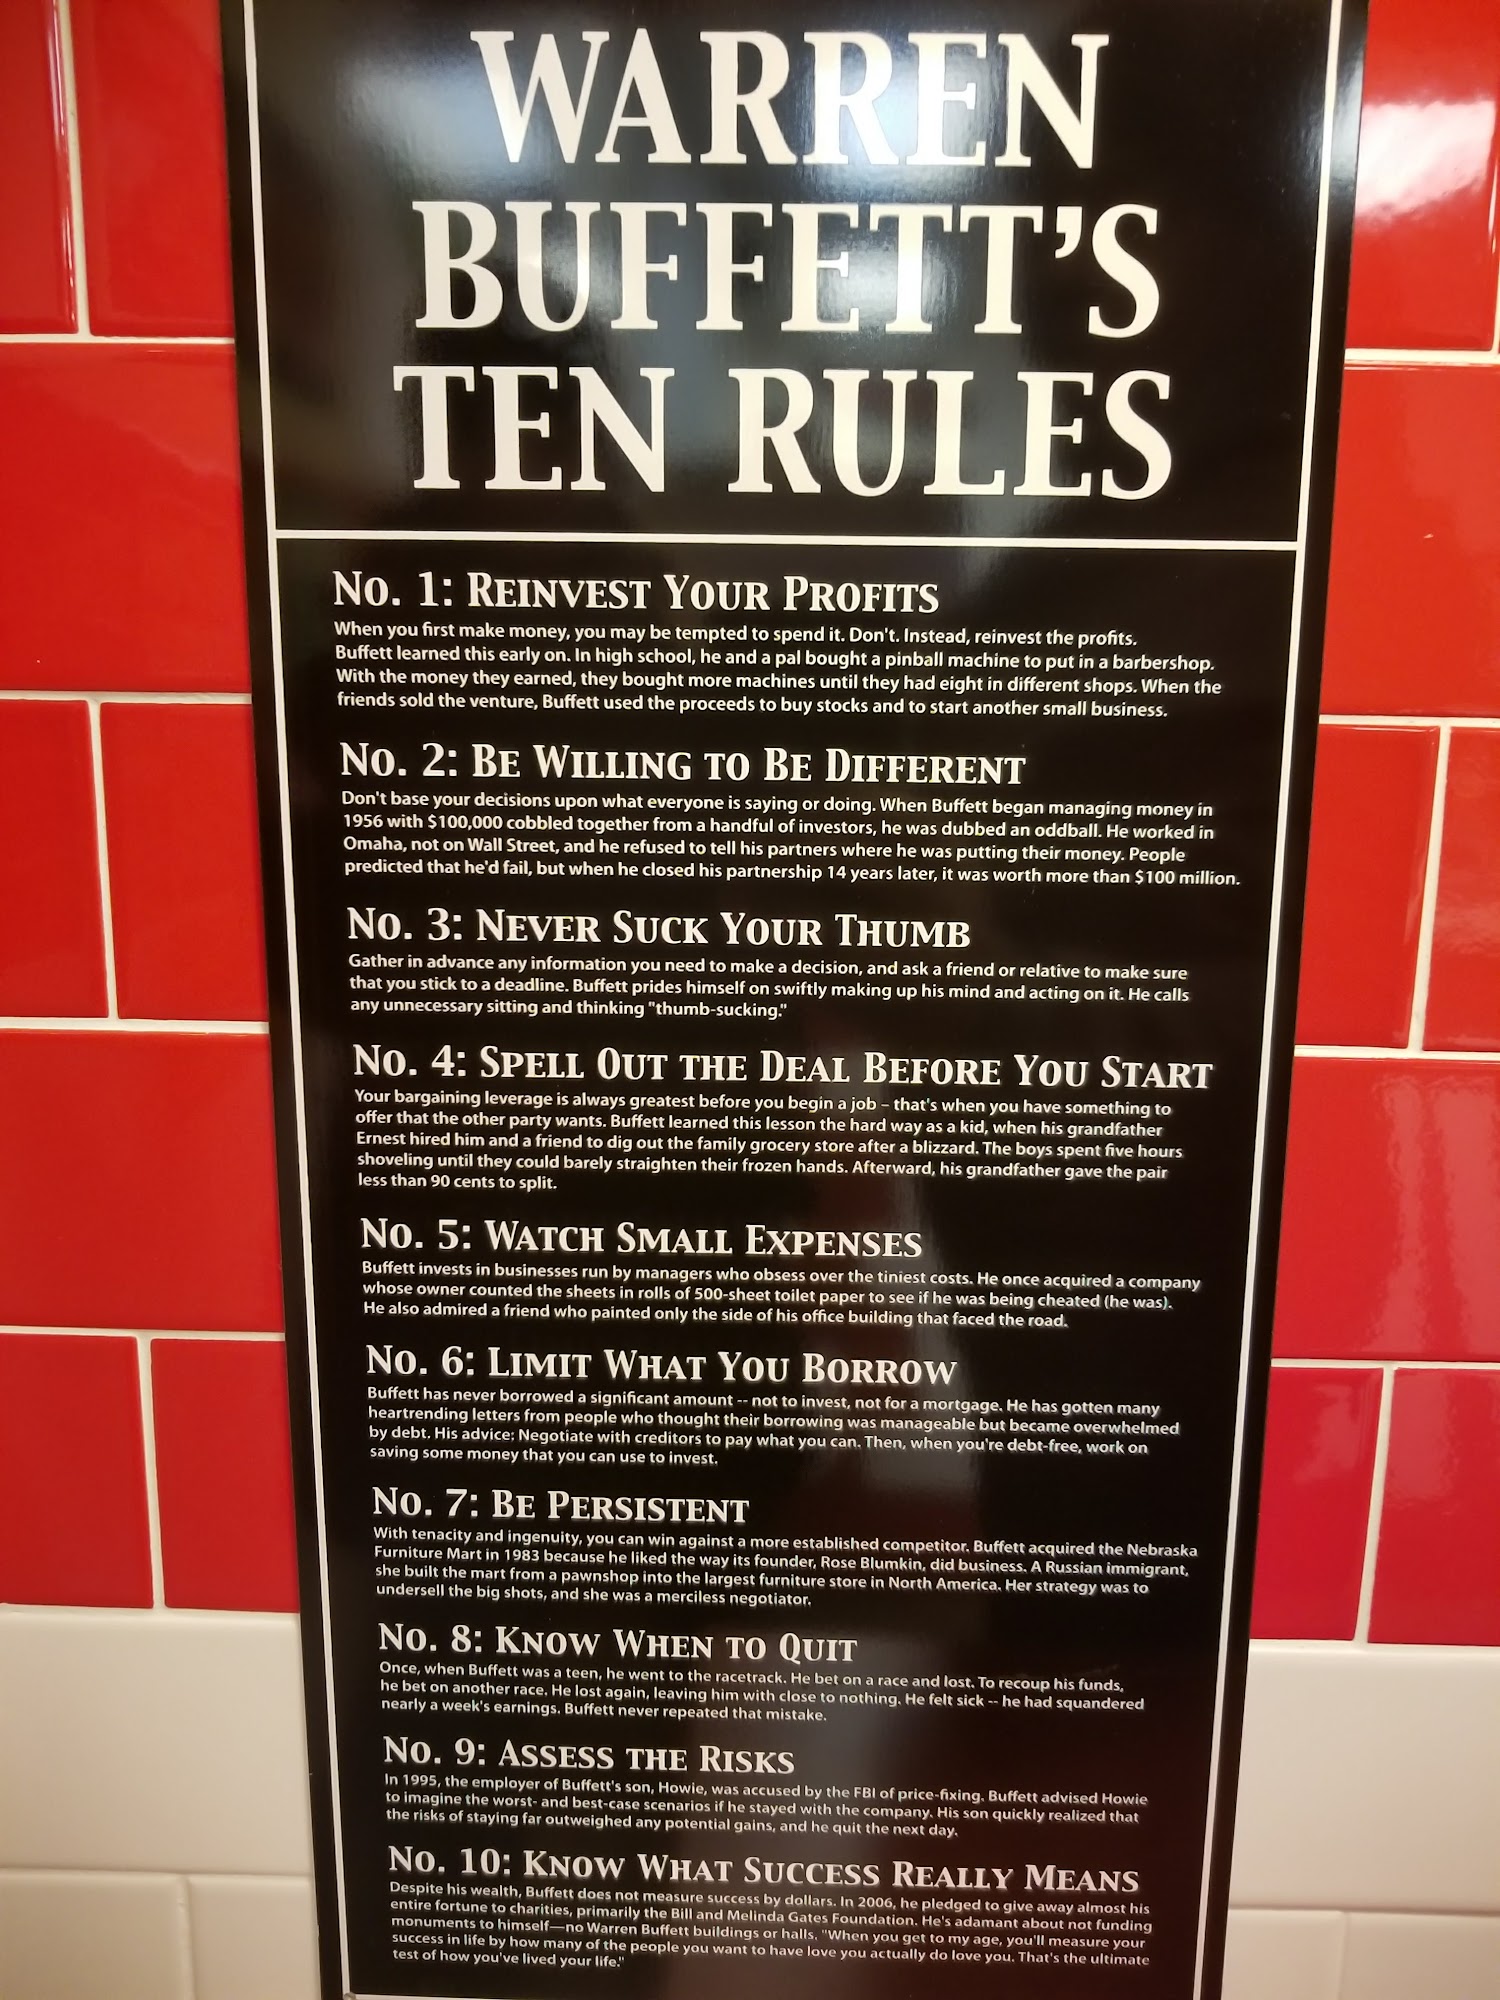 WARREN
BUFFETT'S
TEN RULES
No. 1: Reinvest Your Profits
When you first make money, you may be tempted to spend it. Don't. Instead, reinvest the profits.
Buffett learned this early on. In high school, he and a pal bought a pinball machine to put in a barbershop.
With the money they earned, they bought more machines until they had eight in different shops. When the
friends sold the venture, Buffett used the proceeds to buy stocks and to start another small business.
No. 2: Be Willing to Be Different
Don't base your decisions upon what everyone is saying or doing. When Buffett began managing money in
1956 with $100,000 cobbled together from a handful of investors, he was dubbed an oddball. He worked in
Omaha, not on Wall Street, and he refused to tell his partners where he was putting their money. People
predicted that he'd fail, but when he closed his partnership 14 years later, it was worth more than $100 million.
No. 3: Never Suck Your Thumb
Gather in advance any information you need to make a decision, and ask a friend or relative to make sure
that you stick to a deadline. Buffett prides himself on swiftly making up his mind and acting on it. He calls
any unnecessary sitting and thinking "thumb-sucking."
No. 4: Spell Out the Deal Before You Start
Your bargaining leverage is always greatest before you begin a job – that's when you have something to
offer that the other party wants. Buffett learned this lesson the hard way as a kid, when his grandfather
Ernest hired him and a friend to dig out the family grocery store after a blizzard. The boys spent five hours
shoveling until they could barely straighten their frozen hands. Afterward, his grandfather gave the pair
less than 90 cents to split.
No. 5: Watch Small Expenses
Buffett invests in businesses run by managers who obsess over the tiniest costs. He once acquired a company
whose owner counted the sheets in rolls of 500-sheet toilet paper to see if he was being cheated (he was).
He also admired a friend who painted only the side of his office building that faced the road.
No. 6: Limit What You Borrow
Buffett has never borrowed a significant amount -- not to invest, not for a mortgage. He has gotten many
heartrending letters from people who thought their borrowing was manageable but became overwhelmed
by debt. His advice: Negotiate with creditors to pay what you can. Then, when you're debt-free, work on
saving some money that you can use to invest.
No. 7: Be Persistent
With tenacity and ingenuity, you can win against a more established competitor. Buffett acquired the Nebraska
Furniture Mart in 1983 because he liked the way its founder, Rose Blumkin, did business. A Russian immigrant,
she built the mart from a pawnshop into the largest furniture store in North America. Her strategy was to
undersell the big shots, and she was a merciless negotiator.
No. 8: Know When to Quit
Once, when Buffett was a teen, he went to the racetrack. He bet on a race and lost. To recoup his funds,
he bet on another race. He lost again, leaving him with close to nothing. He felt sick -- he had squandered
nearly a week's earnings. Buffett never repeated that mistake.
No. 9: Assess the Risks
In 1995, the employer of Buffett's son, Howie, was accused by the FBI of price-fixing. Buffett advised Howie
to imagine the worst- and best-case scenarios if he stayed with the company. His son quickly realized that
the risks of staying far outweighed any potential gains, and he quit the next day.
No. 10: Know What Success Really Means
Despite his wealth, Buffett does not measure success by dollars. In 2006, he pledged to give away almost his
entire fortune to charities, primarily the Bill and Melinda Gates Foundation. He's adamant about not funding
monuments to himself—no Warren Buffett buildings or halls. "When you get to my age, you'll measure your
success in life by how many of the people you want to have love you actually do love you. That's the ultimate
test of how you've lived your life."